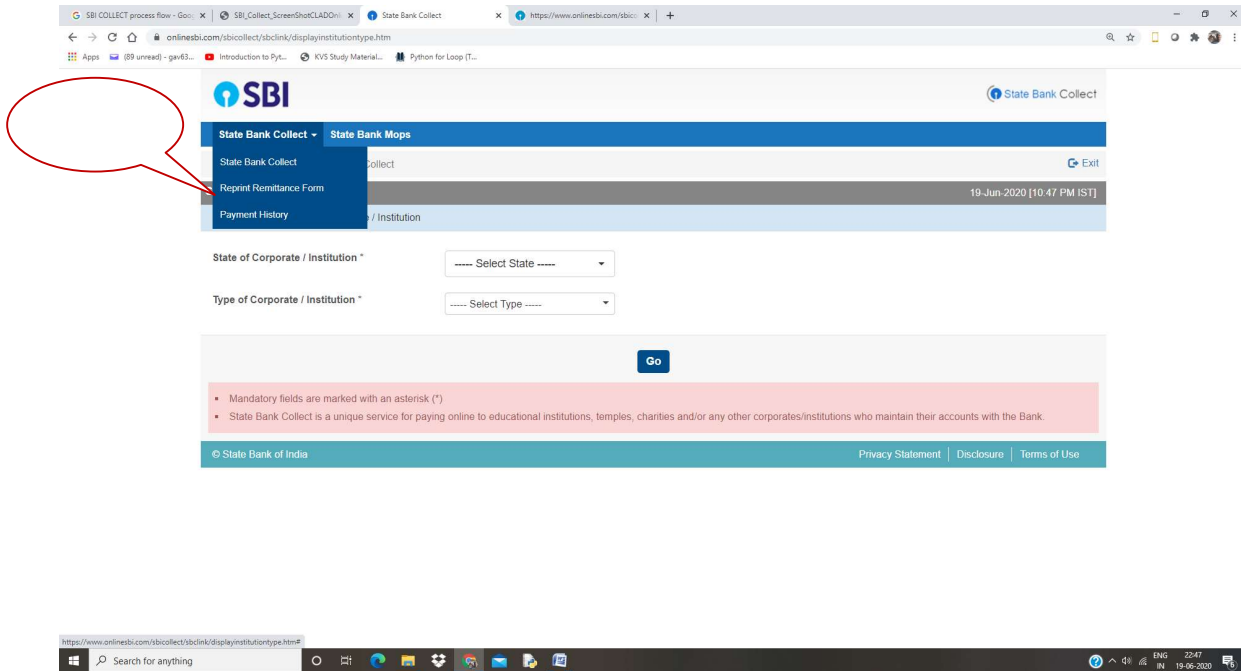 SBI COLLECT process flow - Goo
SBI_Collect_ScreenShotCLADOnl
State Bank Collect
https://www.onlinesbi.com/sbico
onlinesbi.com/sbicollect/sbclink/displayinstitutiontype.htm
Apps
(89 unread) - gav63...
Introduction to Pyt...
KVS Study Material...
Python for Loop (T...
SBI
State Bank Collect
State Bank Collect
State Bank Mops
State Bank Collect
Collect
Exit
Reprint Remittance Form
19-Jun-2020 [10:47 PM IST]
Payment History
/ Institution
State of Corporate / Institution *
----- Select State -----
Type of Corporate / Institution *
----- Select Type -----
Go
Mandatory fields are marked with an asterisk (*)
State Bank Collect is a unique service for paying online to educational institutions, temples, charities and/or any other corporates/institutions who maintain their accounts with the Bank.
© State Bank of India
Privacy Statement | Disclosure | Terms of Use
https://www.onlinesbi.com/sbicollect/sbclink/displayinstitutiontype.htm#
Search for anything
ENG
IN
22:47
19-06-2020